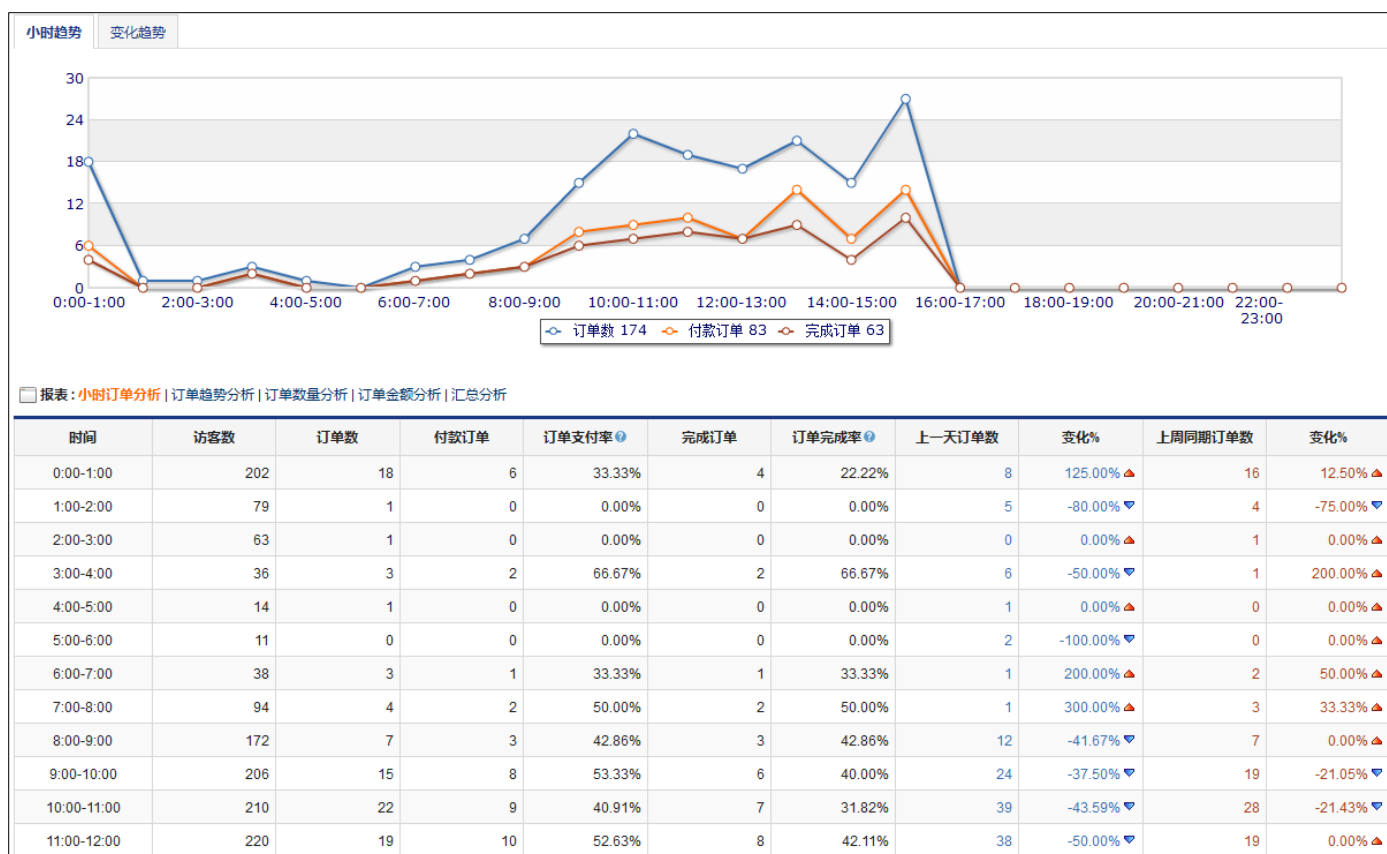 小时趋势 变化趋势
30
24
18
12
6
0
0:00-1:00 2:00-3:00 4:00-5:00 6:00-7:00 8:00-9:00 10:00-11:00 12:00-13:00 14:00-15:00 16:00-17:00 18:00-19:00 20:00-21:00 22:00-
23:00
订单数 174 付款订单 83 完成订单 63
报表 : 小时订单分析 | 订单趋势分析 | 订单数量分析 | 订单金额分析 | 汇总分析
时间 访客数 订单数 付款订单 订单支付率 ? 完成订单 订单完成率 ? 上一天订单数 变化% 上周同期订单数 变化%
0:00-1:00 202 18 6 33.33% 4 22.22% 8 125.00% 16 12.50%
1:00-2:00 79 1 0 0.00% 0 0.00% 5 -80.00% 4 -75.00%
2:00-3:00 63 1 0 0.00% 0 0.00% 0 0.00% 1 0.00%
3:00-4:00 36 3 2 66.67% 2 66.67% 6 -50.00% 1 200.00%
4:00-5:00 14 1 0 0.00% 0 0.00% 1 0.00% 0 0.00%
5:00-6:00 11 0 0 0.00% 0 0.00% 2 -100.00% 0 0.00%
6:00-7:00 38 3 1 33.33% 1 33.33% 1 200.00% 2 50.00%
7:00-8:00 94 4 2 50.00% 2 50.00% 1 300.00% 3 33.33%
8:00-9:00 172 7 3 42.86% 3 42.86% 12 -41.67% 7 0.00%
9:00-10:00 206 15 8 53.33% 6 40.00% 24 -37.50% 19 -21.05%
10:00-11:00 210 22 9 40.91% 7 31.82% 39 -43.59% 28 -21.43%
11:00-12:00 220 19 10 52.63% 8 42.11% 38 -50.00% 19 0.00%